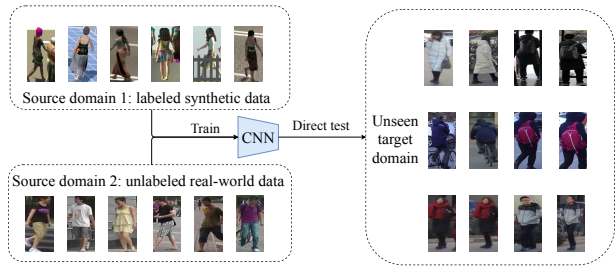 Source domain 1: labeled synthetic data
Train
CNN
Direct test
Unseen
target
domain
Source domain 2: unlabeled real-world data